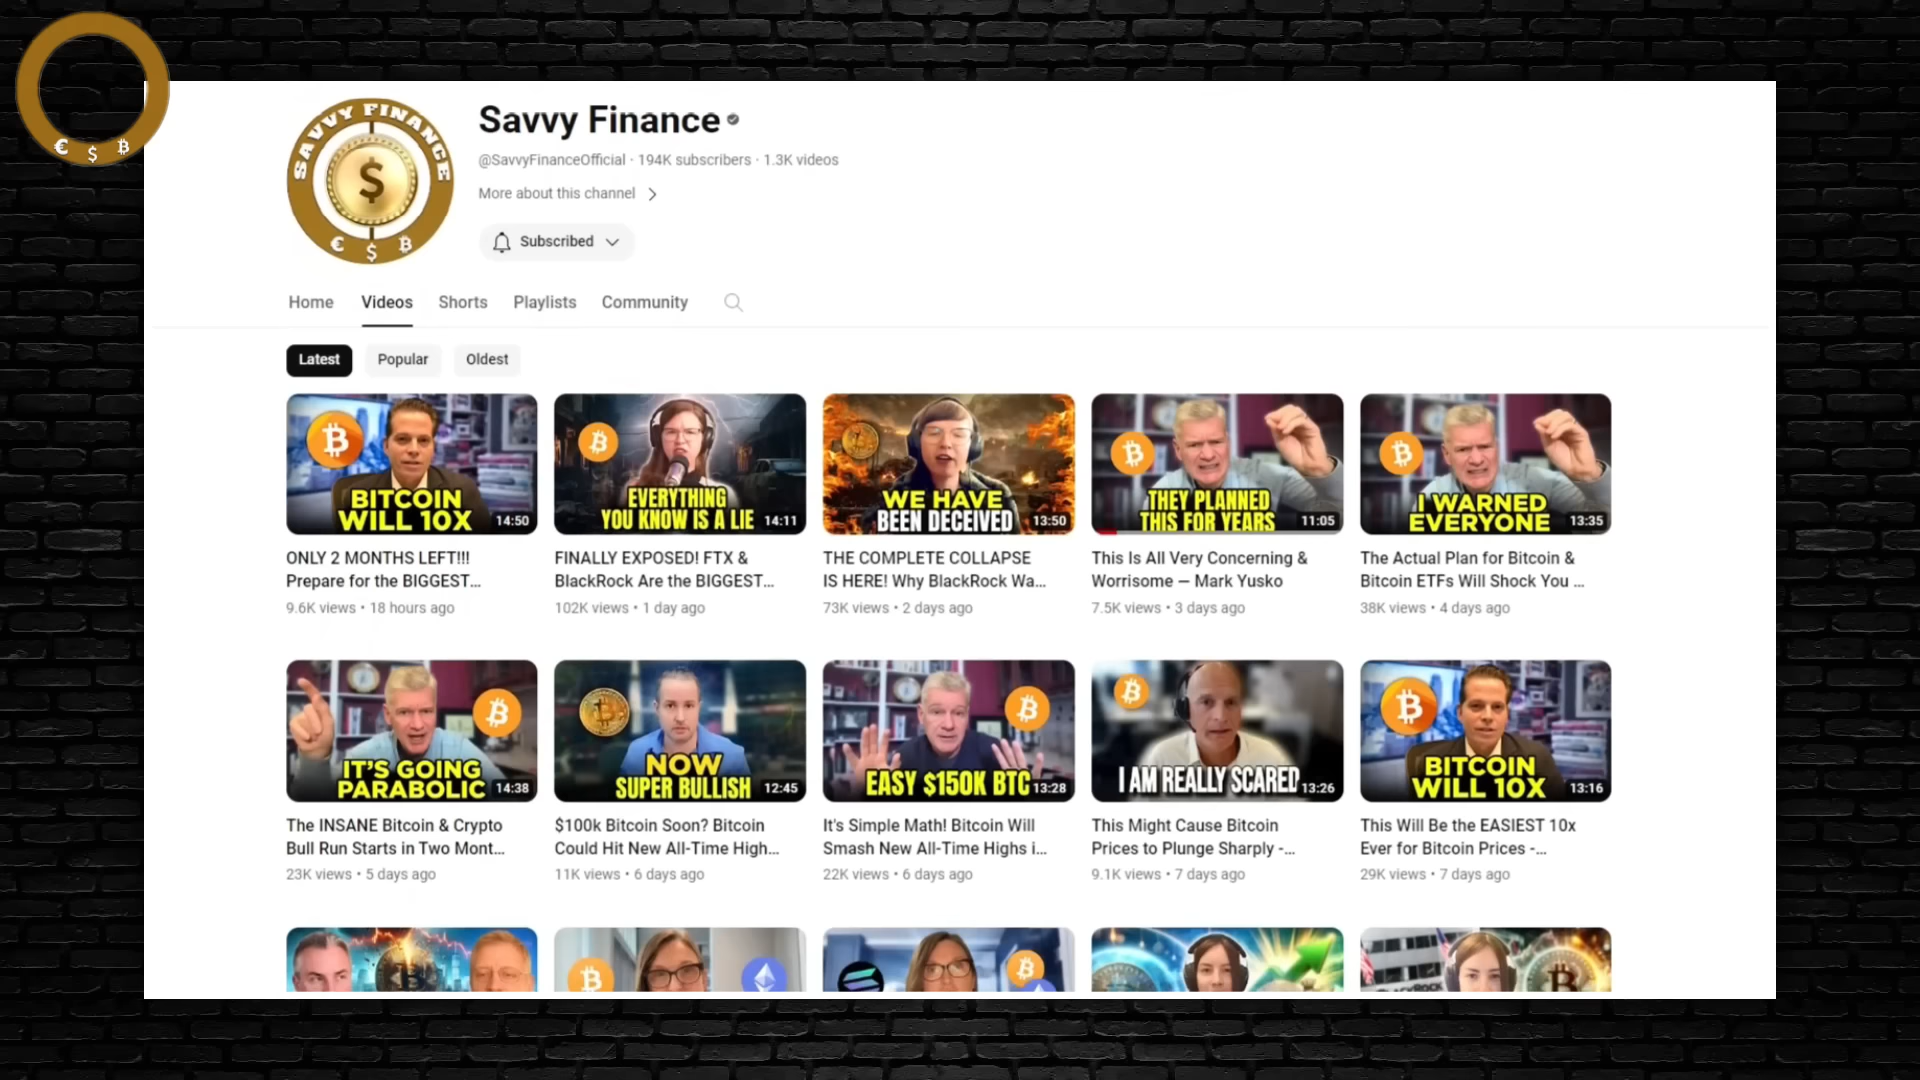 € $ ₿
SAVVY FINANCE
$
€ $ ₿
Savvy Finance
@SavvyFinanceOfficial · 194K subscribers · 1.3K videos
More about this channel
Subscribed
Home Videos Shorts Playlists Community
Latest Popular Oldest
BITCOIN
WILL 10X
14:50
EVERYTHING
YOU KNOW IS A LIE
14:11
WE HAVE
BEEN DECEIVED
13:50
THEY PLANNED
THIS FOR YEARS
11:05
I WARNED
EVERYONE
13:35
ONLY 2 MONTHS LEFT!!!
Prepare for the BIGGEST...
9.6K views • 18 hours ago
FINALLY EXPOSED! FTX &
BlackRock Are the BIGGEST...
102K views • 1 day ago
THE COMPLETE COLLAPSE
IS HERE! Why BlackRock Wa...
73K views • 2 days ago
This Is All Very Concerning &
Worrisome — Mark Yusko
7.5K views • 3 days ago
The Actual Plan for Bitcoin &
Bitcoin ETFs Will Shock You ...
38K views • 4 days ago
IT'S GOING
PARABOLIC
14:38
NOW
SUPER BULLISH
12:45
EASY $150K BTC
13:28
I AM REALLY SCARED
13:26
BITCOIN
WILL 10X
13:16
The INSANE Bitcoin & Crypto
Bull Run Starts in Two Mont...
23K views • 5 days ago
$100k Bitcoin Soon? Bitcoin
Could Hit New All-Time High...
11K views • 6 days ago
It's Simple Math! Bitcoin Will
Smash New All-Time Highs i...
22K views • 6 days ago
This Might Cause Bitcoin
Prices to Plunge Sharply -...
9.1K views • 7 days ago
This Will Be the EASIEST 10x
Ever for Bitcoin Prices -...
29K views • 7 days ago